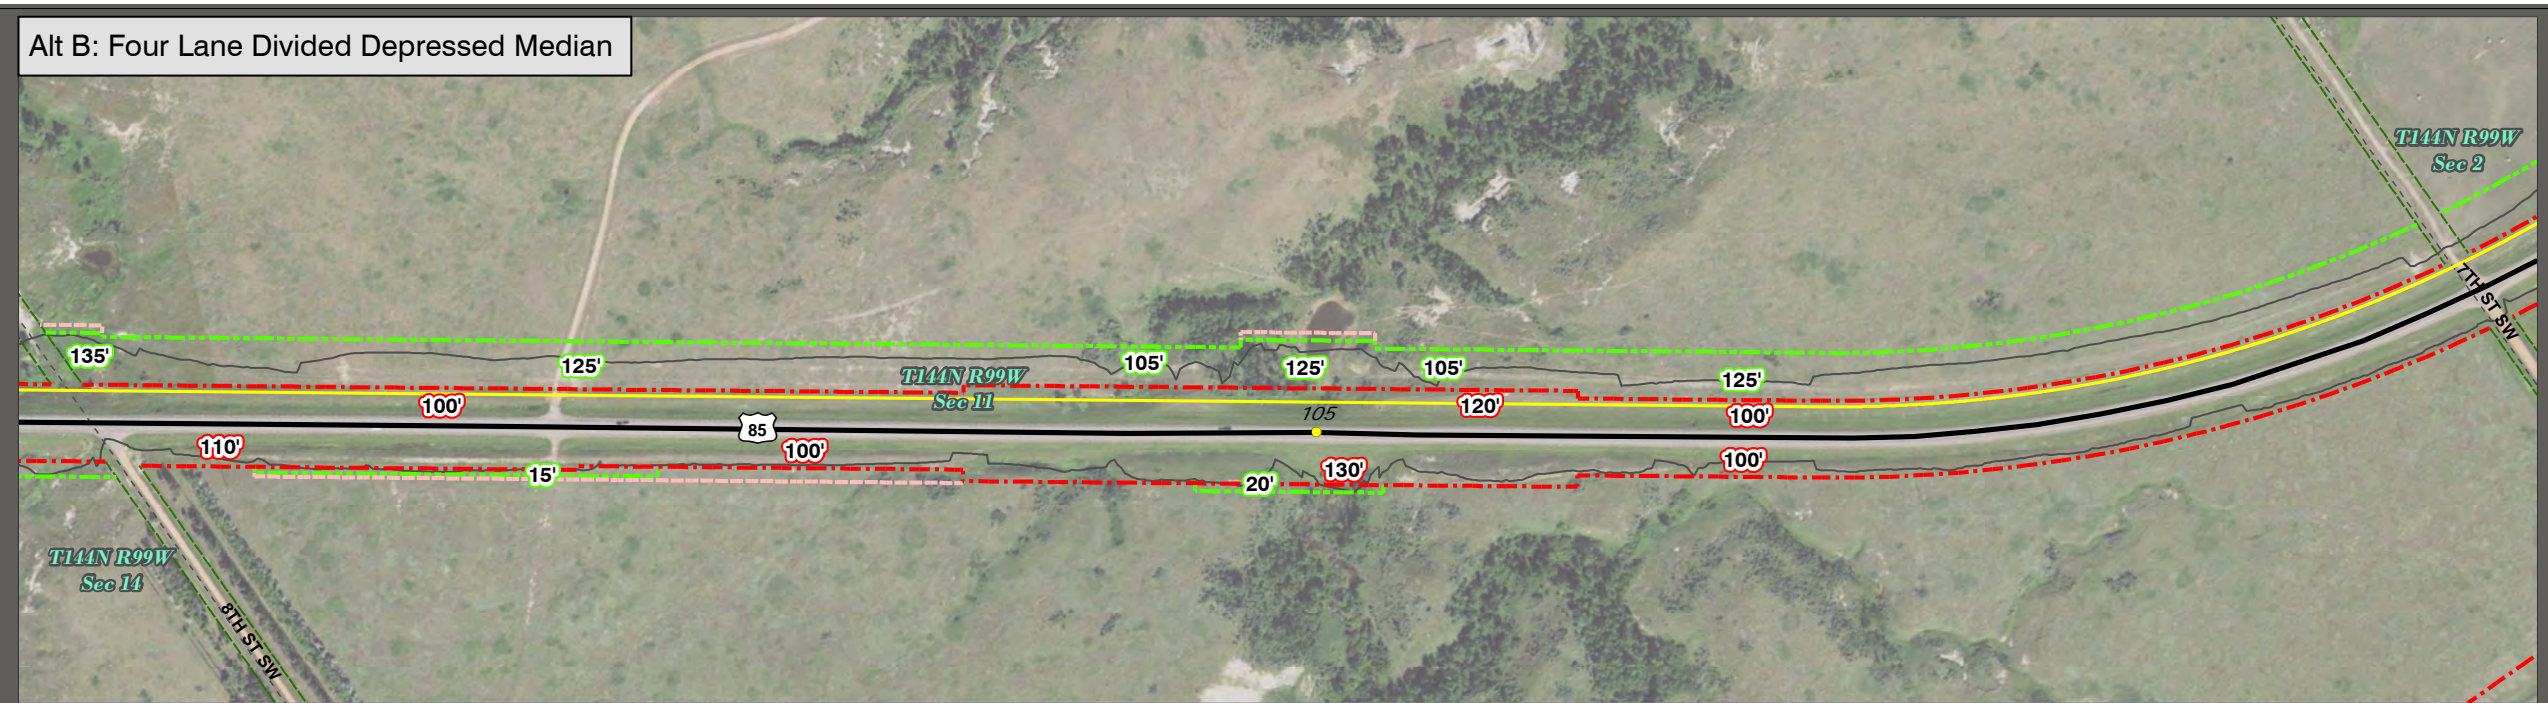 Alt B: Four Lane Divided Depressed Median
T144N R99W
Sec 2
7TH ST SW
135'
125'
105'
125'
105'
125'
T144N R99W
Sec 11
100'
105
120'
100'
85
110'
100'
100'
15'
130'
20'
T144N R99W
Sec 14
8TH ST SW